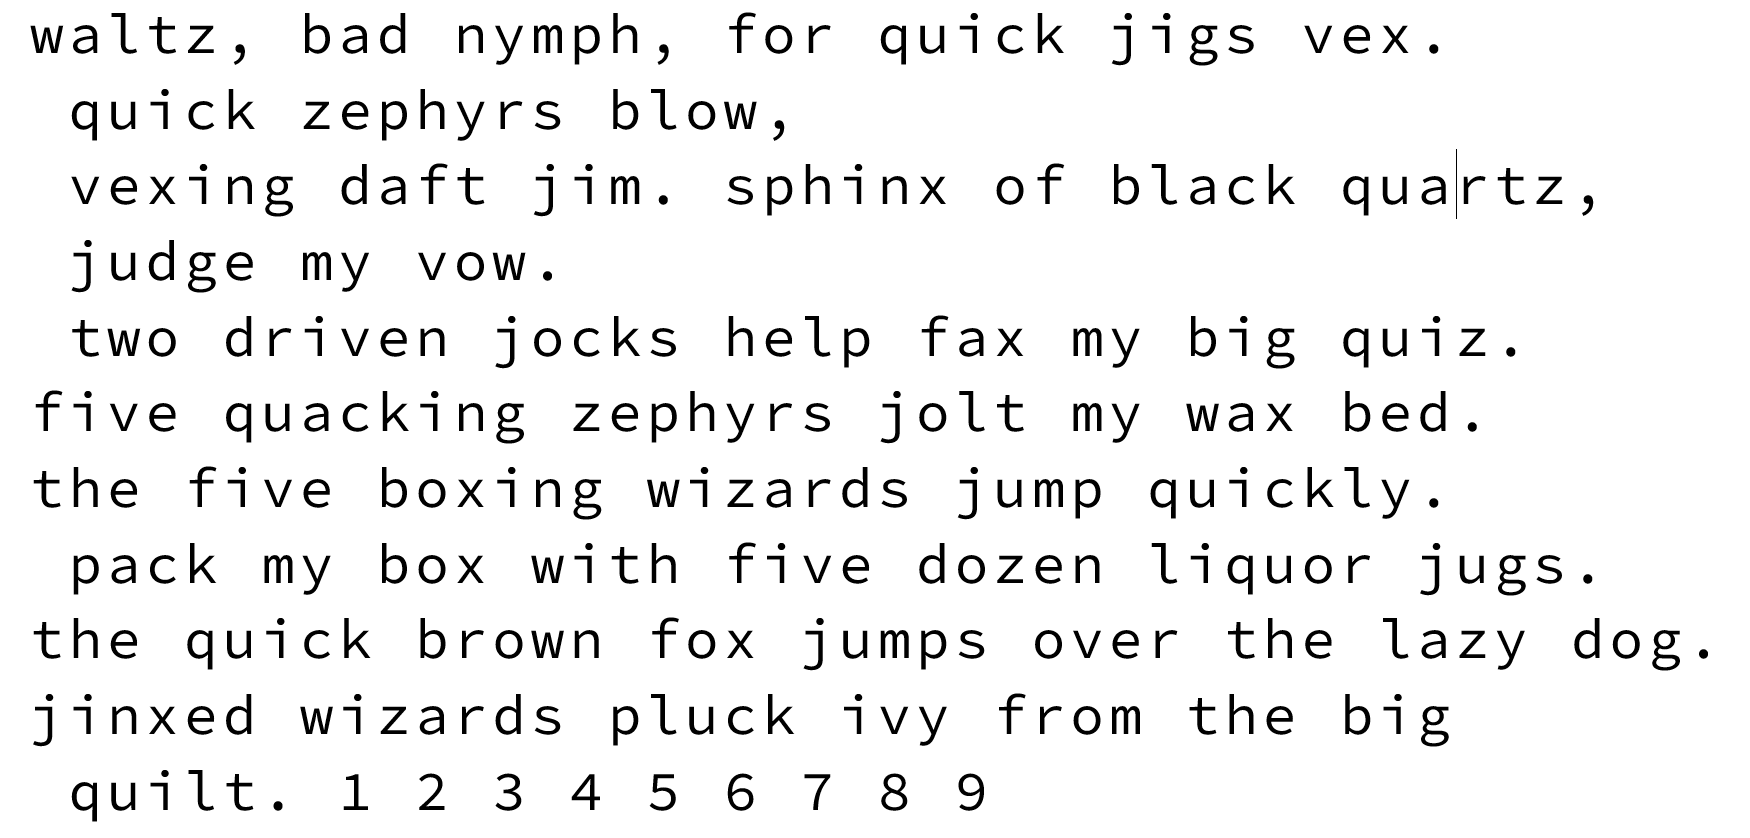 waltz, bad nymph, for quick jigs vex.
 quick zephyrs blow,
 vexing daft jim. sphinx of black quartz,
 judge my vow.
 two driven jocks help fax my big quiz.
five quacking zephyrs jolt my wax bed.
the five boxing wizards jump quickly.
 pack my box with five dozen liquor jugs.
the quick brown fox jumps over the lazy dog.
jinxed wizards pluck ivy from the big
 quilt. 1 2 3 4 5 6 7 8 9